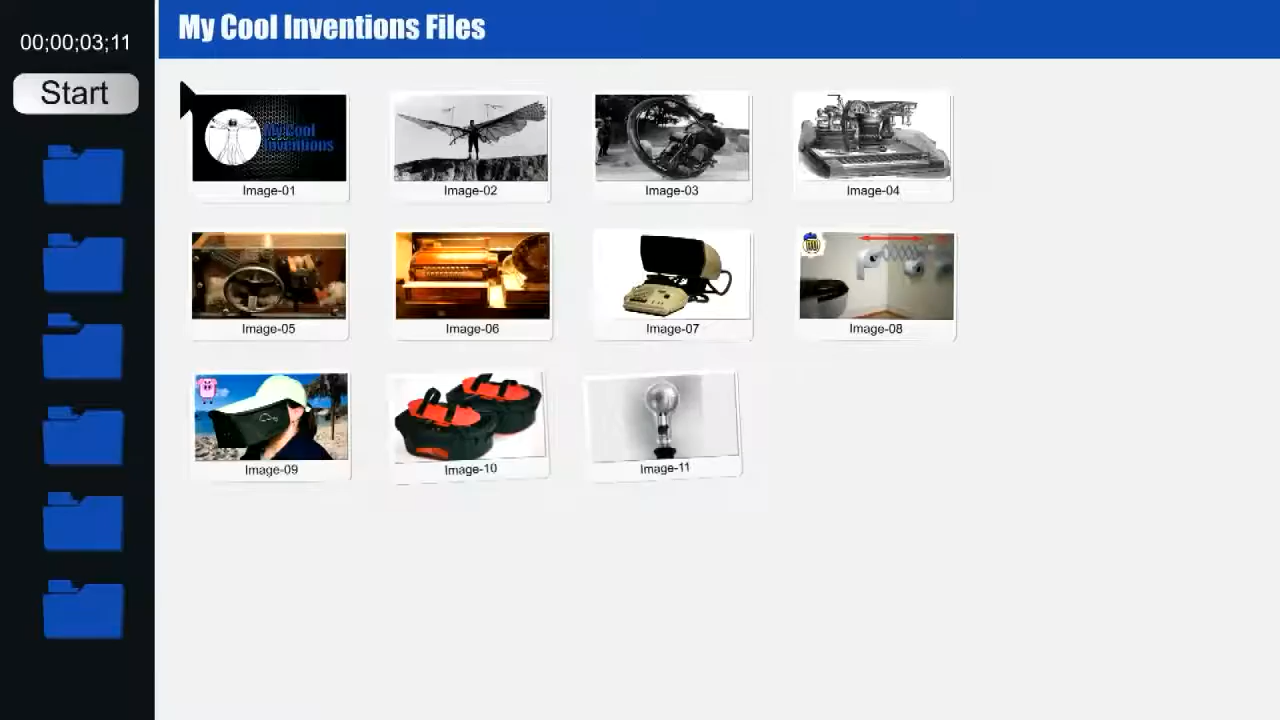 My Cool Inventions Files
00;00;03;11
Start
My Cool
Inventions
Image-01
Image-02
Image-03
Image-04
Image-05
Image-06
Image-07
Image-08
Image-09
Image-10
Image-11